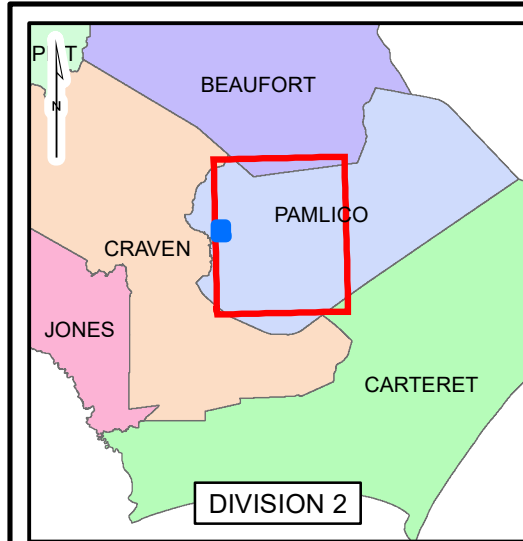 BEAUFORT
N
PAMLICO
CRAVEN
JONES
CARTERET
DIVISION 2